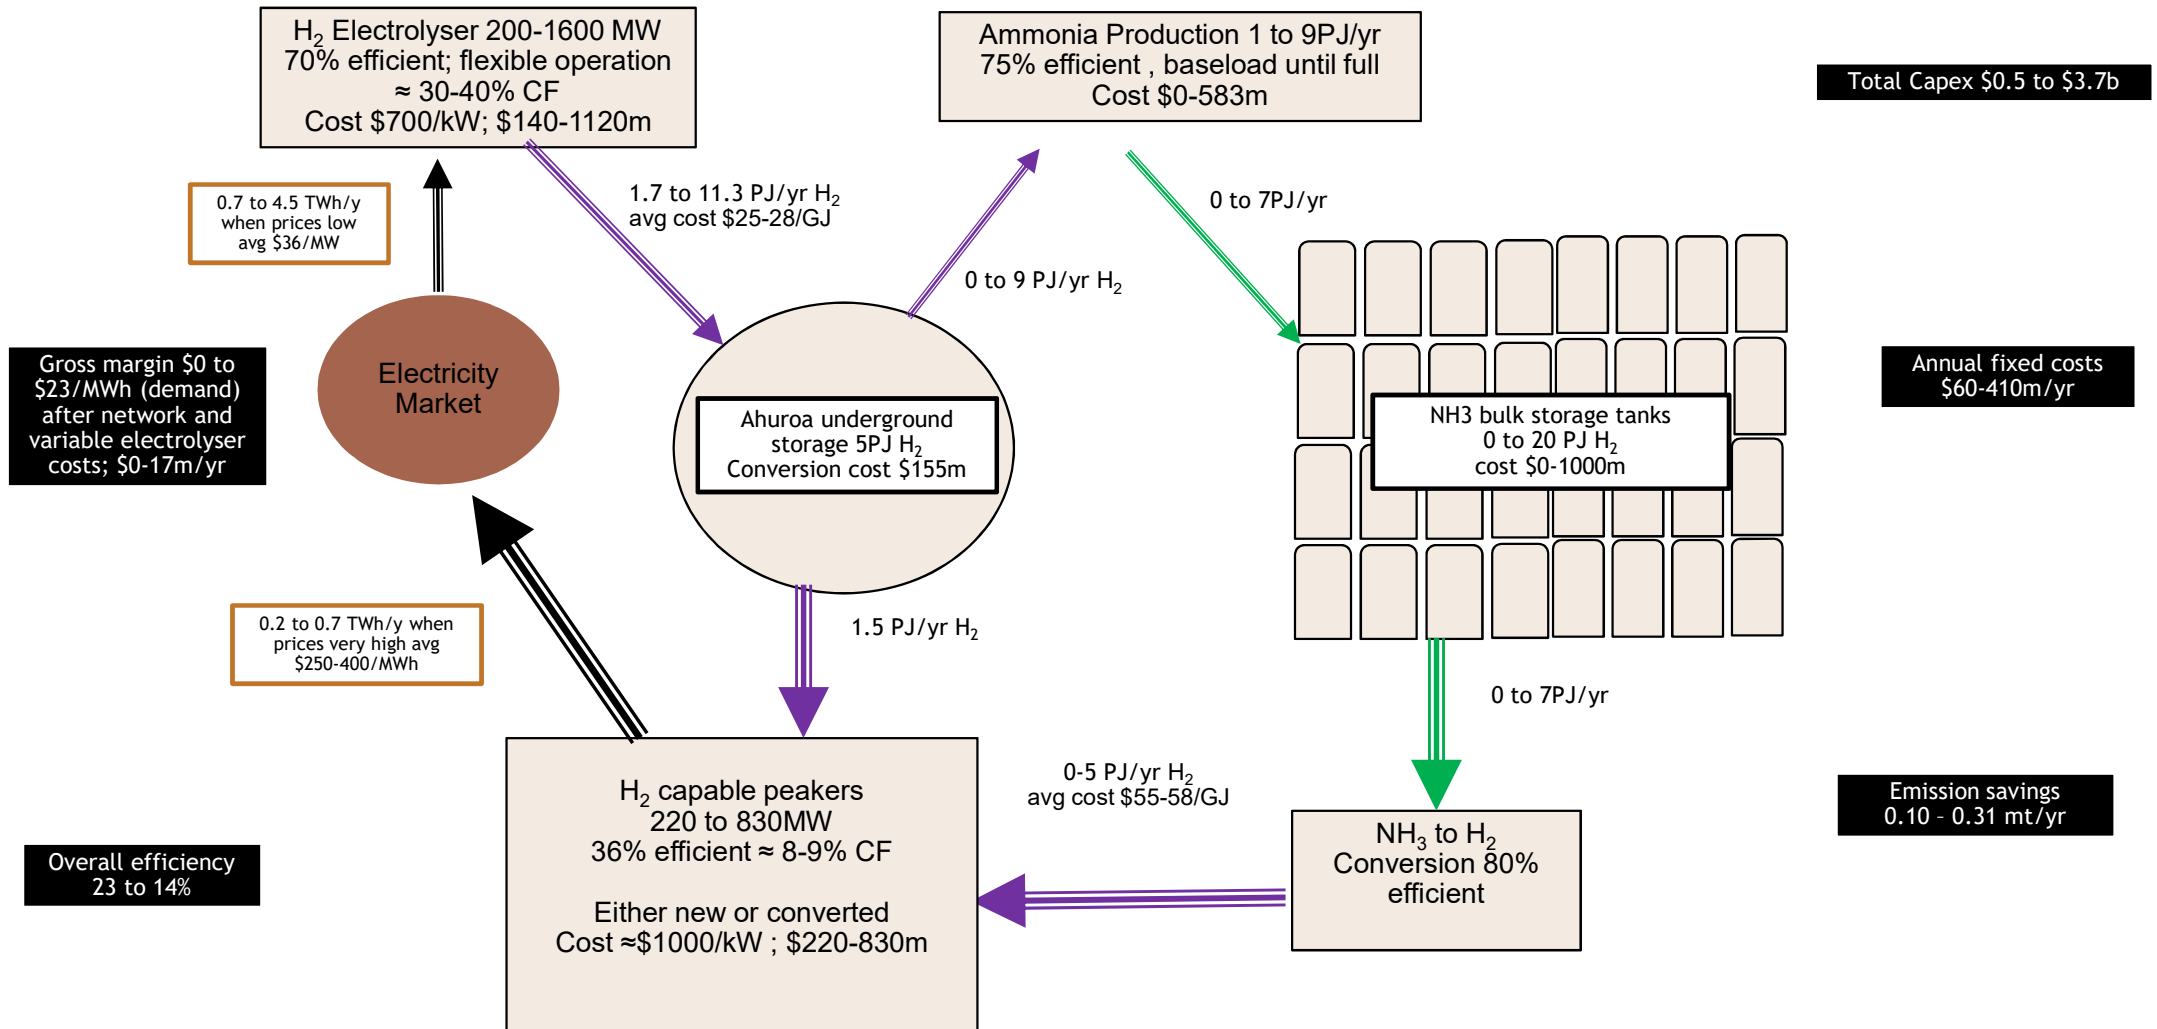 H₂ Electrolyser 200-1600 MW
70% efficient; flexible operation
≈ 30-40% CF
Cost $700/kW; $140-1120m
Ammonia Production 1 to 9PJ/yr
75% efficient , baseload until full
Cost $0-583m
Total Capex $0.5 to $3.7b
0.7 to 4.5 TWh/y
when prices low
avg $36/MW
1.7 to 11.3 PJ/yr H₂
avg cost $25-28/GJ
0 to 7PJ/yr
0 to 9 PJ/yr H₂
Gross margin $0 to
$23/MWh (demand)
after network and
variable electrolyser
costs; $0-17m/yr
Electricity
Market
Ahuroa underground
storage 5PJ H₂
Conversion cost $155m
NH3 bulk storage tanks
0 to 20 PJ H₂
cost $0-1000m
Annual fixed costs
$60-410m/yr
0.2 to 0.7 TWh/y when
prices very high avg
$250-400/MWh
1.5 PJ/yr H₂
0 to 7PJ/yr
H₂ capable peakers
220 to 830MW
36% efficient ≈ 8-9% CF
Either new or converted
Cost ≈$1000/kW ; $220-830m
0-5 PJ/yr H₂
avg cost $55-58/GJ
NH₃ to H₂
Conversion 80%
efficient
Emission savings
0.10 – 0.31 mt/yr
Overall efficiency
23 to 14%